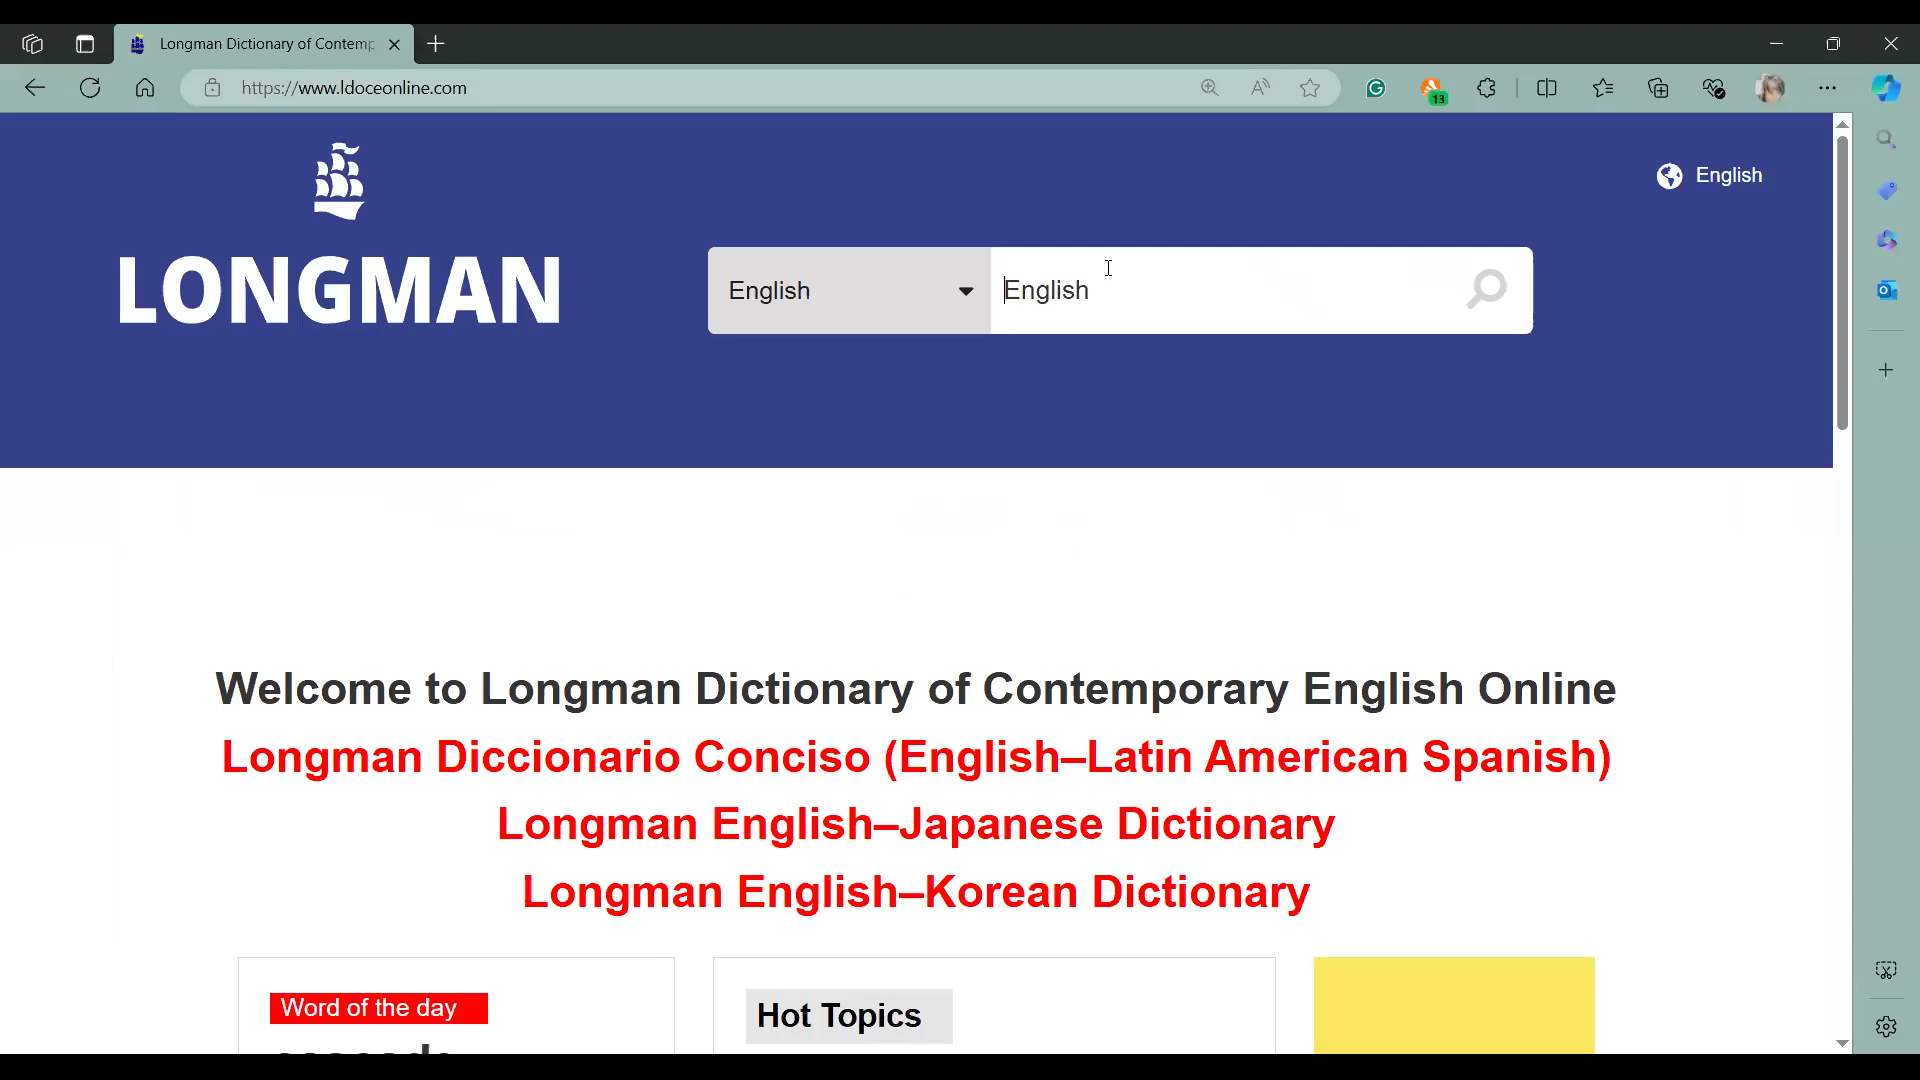 Longman Dictionary of Contemp
https://www.ldoceonline.com
13
English
LONGMAN
English
English
Welcome to Longman Dictionary of Contemporary English Online
Longman Diccionario Conciso (English–Latin American Spanish)
Longman English–Japanese Dictionary
Longman English–Korean Dictionary
Word of the day
Hot Topics